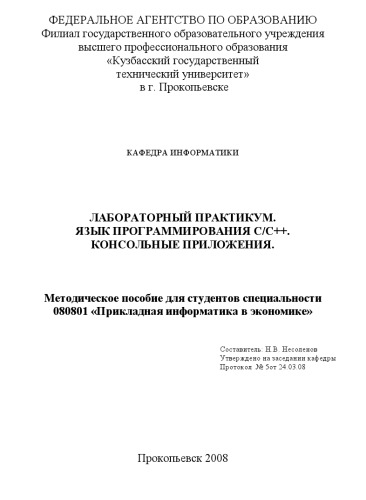 ФЕДЕРАЛЬНОЕ АГЕНТСТВО ПО ОБРАЗОВАНИЮ
Филиал государственного образовательного учреждения
высшего профессионального образования
«Кузбасский государственный
технический университет»
в г. Прокопьевске
КАФЕДРА ИНФОРМАТИКИ
ЛАБОРАТОРНЫЙ ПРАКТИКУМ.
ЯЗЫК ПРОГРАММИРОВАНИЯ С/С++.
КОНСОЛЬНЫЕ ПРИЛОЖЕНИЯ.
Методическое пособие для студентов специальности
080801 «Прикладная информатика в экономике»
Составитель: Н.В. Несоленов
Утверждено на заседании кафедры
Протокол № 5от 24.03.08
Прокопьевск 2008